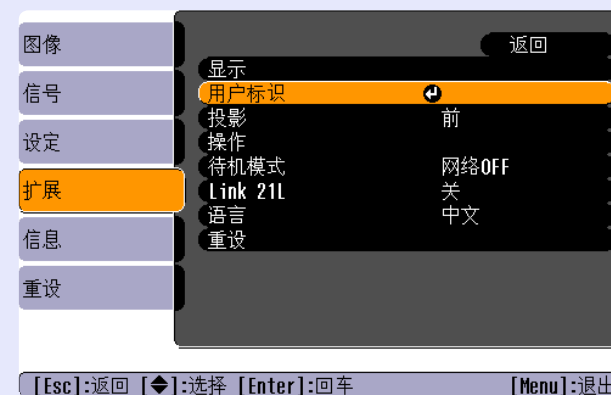 图像
信号
设定
扩展
信息
重设
返回
显示
用户标识
投影 前
操作
待机模式 网络OFF
Link 21L 关
语言 中文
重设
[Esc]:返回 [◆]:选择 [Enter]:回车 [Menu]:退出